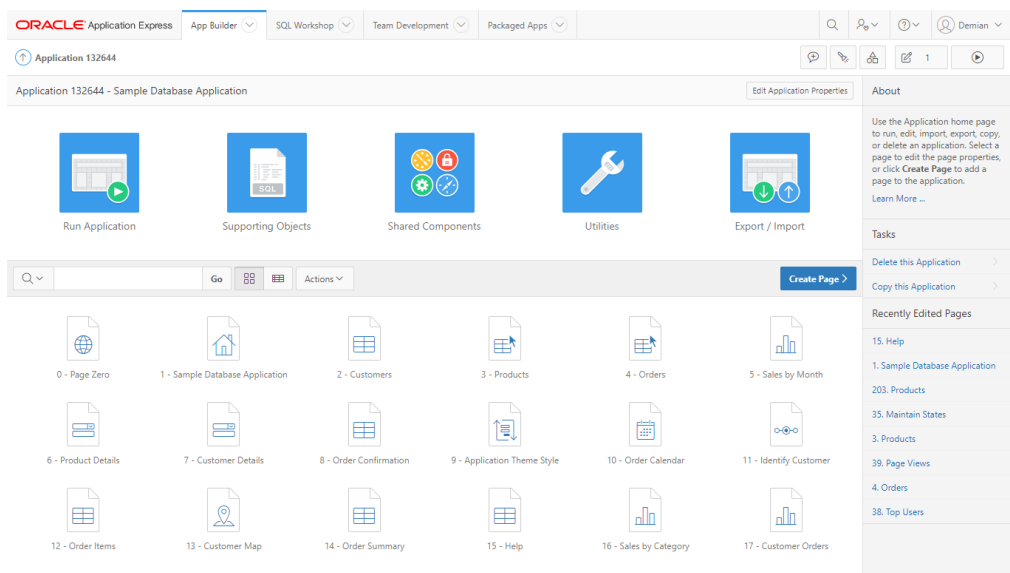 ORACLE Application Express App Builder SQL Workshop Team Development Packaged Apps Demian
Application 132644 1
Application 132644 - Sample Database Application Edit Application Properties
Run Application Supporting Objects SQL Shared Components Utilities Export / Import
Go Actions Create Page >
0 - Page Zero 1 - Sample Database Application 2 - Customers 3 - Products 4 - Orders 5 - Sales by Month
6 - Product Details 7 - Customer Details 8 - Order Confirmation 9 - Application Theme Style 10 - Order Calendar 11 - Identify Customer
12 - Order Items 13 - Customer Map 14 - Order Summary 15 - Help 16 - Sales by Category 17 - Customer Orders
About
Use the Application home page
to run, edit, import, export, copy,
or delete an application. Select a
page to edit the page properties,
or click Create Page to add a
page to the application.
Learn More ...
Tasks
Delete this Application
Copy this Application
Recently Edited Pages
15. Help
1. Sample Database Application
203. Products
35. Maintain States
3. Products
39. Page Views
4. Orders
38. Top Users